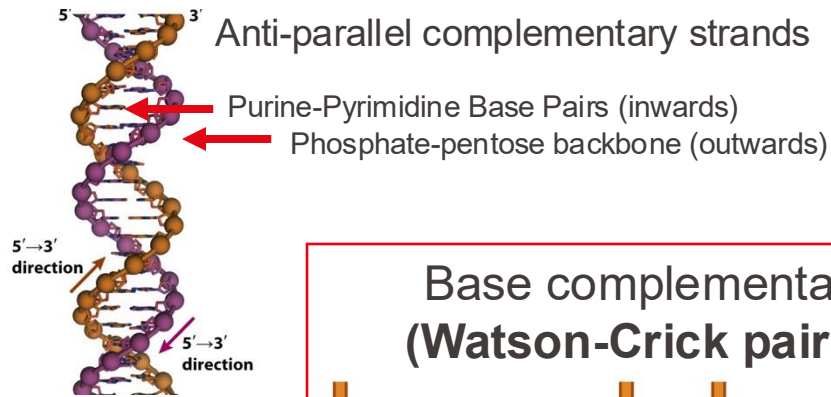 5′ 3′
Anti-parallel complementary strands
Purine-Pyrimidine Base Pairs (inwards)
Phosphate-pentose backbone (outwards)
5′→3′
direction
Base complementa
(Watson-Crick pair
5′→3′
direction